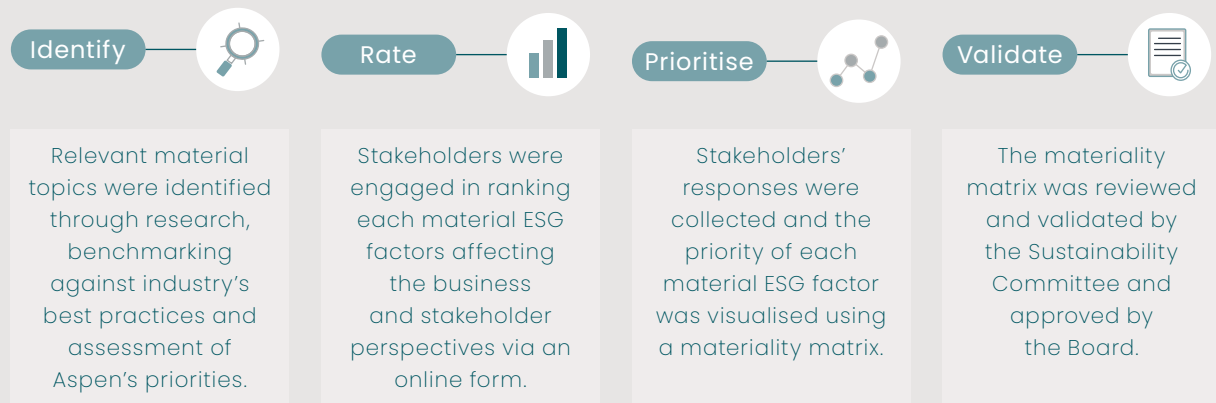 Identify
Relevant material
topics were identified
through research,
benchmarking
against industry's
best practices and
assessment of
Aspen's priorities.
Rate
Stakeholders were
engaged in ranking
each material ESG
factors affecting
the business
and stakeholder
perspectives via an
online form.
Prioritise
Stakeholders'
responses were
collected and the
priority of each
material ESG factor
was visualised using
a materiality matrix.
Validate
The materiality
matrix was reviewed
and validated by
the Sustainability
Committee and
approved by
the Board.